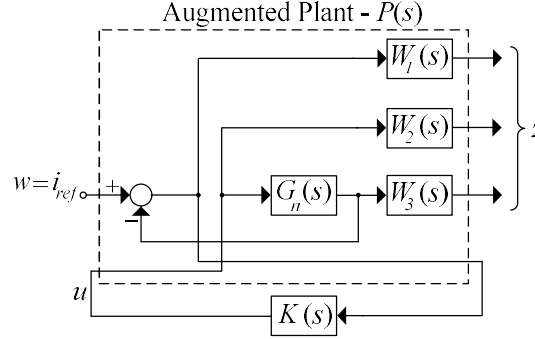 Augmented Plant - P(s)
W1(s)
W2(s)
z
w=iref
+
Gn(s)
W3(s)
−
u
K(s)